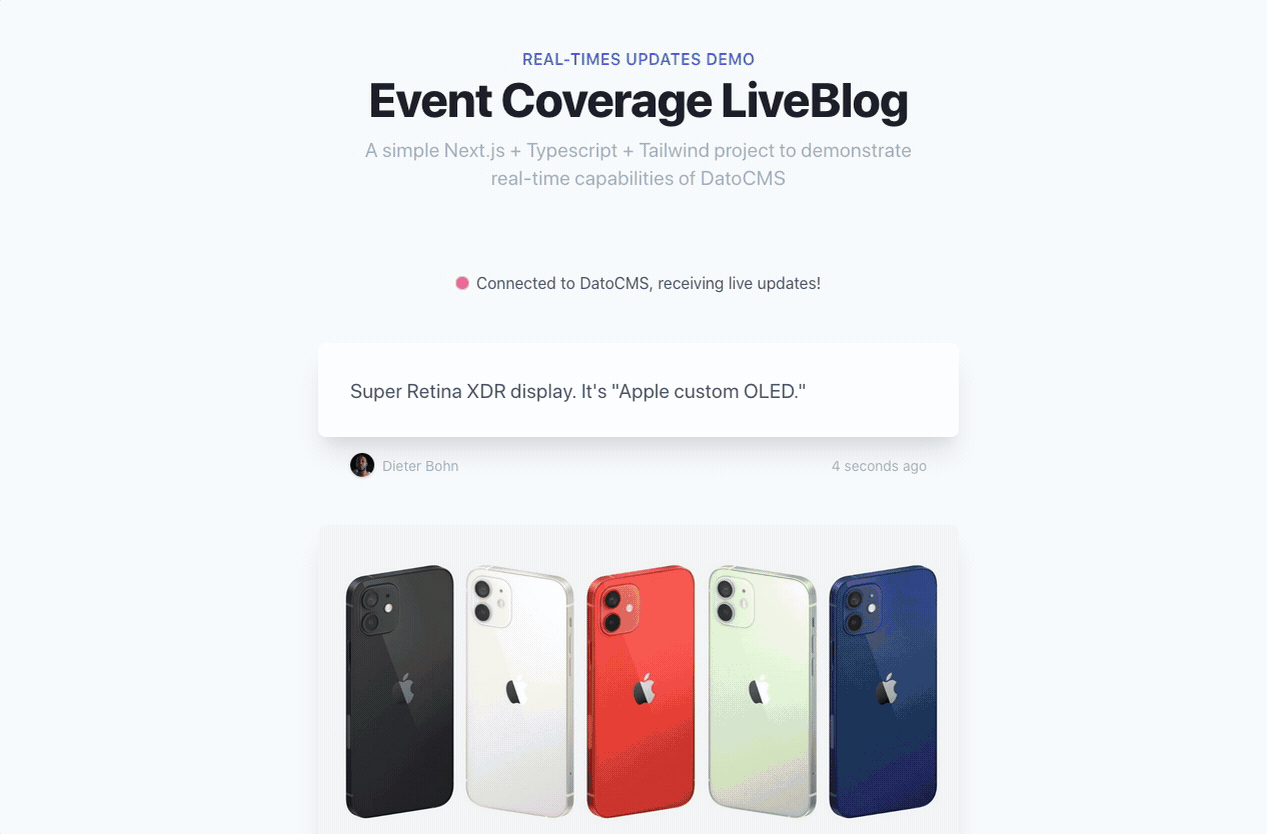 REAL-TIMES UPDATES DEMO
Event Coverage LiveBlog
A simple Next.js + Typescript + Tailwind project to demonstrate
real-time capabilities of DatoCMS
Connected to DatoCMS, receiving live updates!
Super Retina XDR display. It's "Apple custom OLED."
Dieter Bohn
4 seconds ago